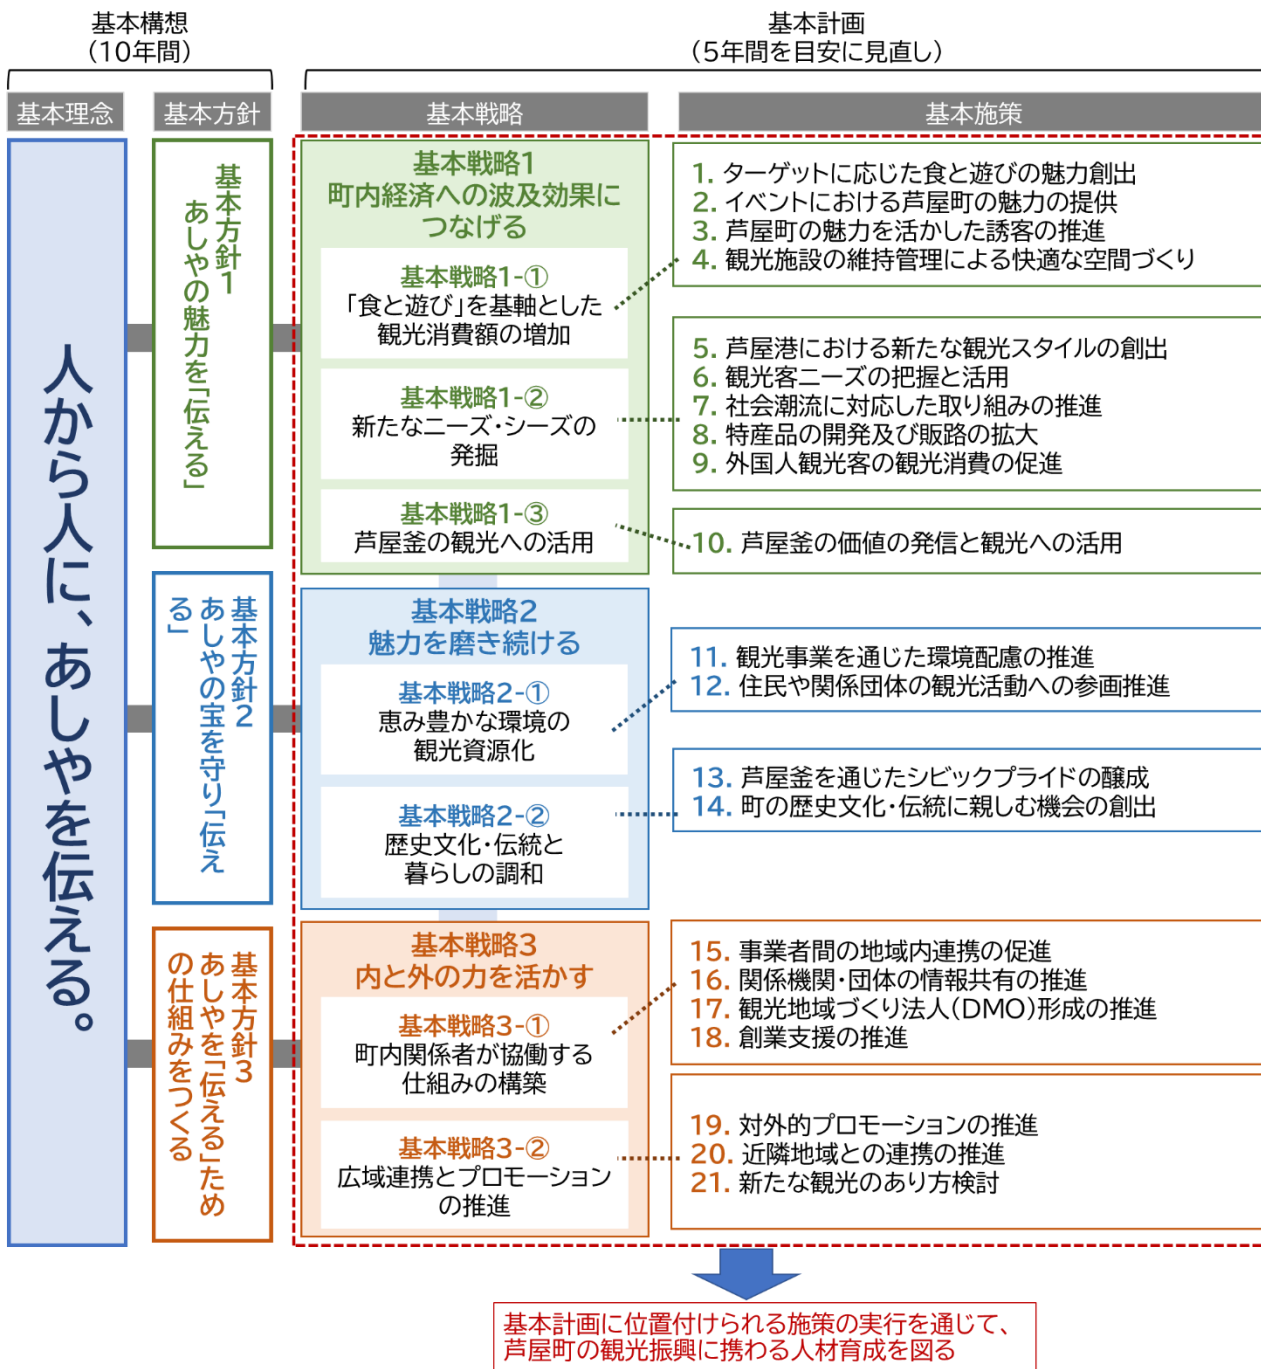 基本構想
（10年間）
基本計画
（5年間を目安に見直し）
基本理念
基本方針
基本戦略
基本施策
人から人に、あしやを伝える。
基本方針1
あしやの魅力を「伝える」
基本戦略1
町内経済への波及効果に
つなげる
基本戦略1-①
「食と遊び」を基軸とした
観光消費額の増加
1. ターゲットに応じた食と遊びの魅力創出
2. イベントにおける芦屋町の魅力の提供
3. 芦屋町の魅力を活かした誘客の推進
4. 観光施設の維持管理による快適な空間づくり
基本戦略1-②
新たなニーズ・シーズの
発掘
5. 芦屋港における新たな観光スタイルの創出
6. 観光客ニーズの把握と活用
7. 社会潮流に対応した取り組みの推進
8. 特産品の開発及び販路の拡大
9. 外国人観光客の観光消費の促進
基本戦略1-③
芦屋釜の観光への活用
10. 芦屋釜の価値の発信と観光への活用
基本方針2
あしやの宝を守り「伝え
る」
基本戦略2
魅力を磨き続ける
基本戦略2-①
恵み豊かな環境の
観光資源化
11. 観光事業を通じた環境配慮の推進
12. 住民や関係団体の観光活動への参画推進
基本戦略2-②
歴史文化・伝統と
暮らしの調和
13. 芦屋釜を通じたシビックプライドの醸成
14. 町の歴史文化・伝統に親しむ機会の創出
基本方針3
あしやを「伝える」ため
の仕組みをつくる
基本戦略3
内と外の力を活かす
基本戦略3-①
町内関係者が協働する
仕組みの構築
15. 事業者間の地域内連携の促進
16. 関係機関・団体の情報共有の推進
17. 観光地域づくり法人（DMO）形成の推進
18. 創業支援の推進
基本戦略3-②
広域連携とプロモーション
の推進
19. 対外的プロモーションの推進
20. 近隣地域との連携の推進
21. 新たな観光のあり方検討
基本計画に位置付けられる施策の実行を通じて、
芦屋町の観光振興に携わる人材育成を図る